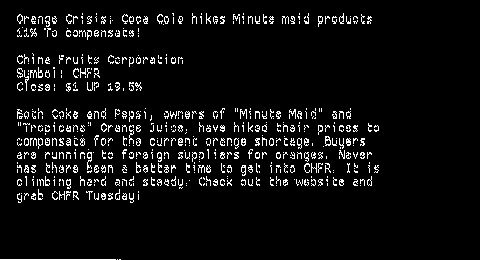 Orange Crisis: Coca Cola hikes Minute maid products
11% To compensate!
China Fruits Corporation
Symbol: CHFR
Close: $1 UP 19.5%
Both Coke and Pepsi, owners of "Minute Maid" and
"Tropicana" Orange Juice, have hiked their prices to
compensate for the current orange shortage. Buyers
are running to foreign suppliers for oranges. Never
has there been a better time to get into CHFR. It is
climbing hard and steady. Check out the website and
grab CHFR Tuesday!